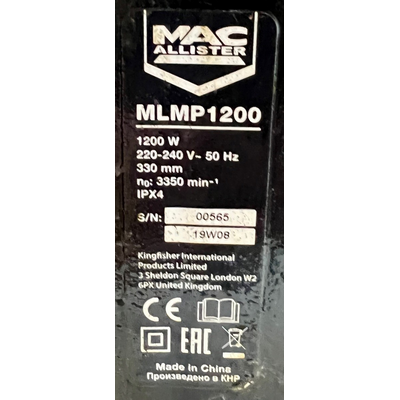 MAC
ALLISTER
MLMP1200
1200 W
220-240 V~ 50 Hz
330 mm
n₀: 3350 min⁻¹
IPX4
S/N: 00565
19W08
Kingfisher International
Products Limited
3 Sheldon Square London W2
6PX United Kingdom
CE
EAC
Made in China
Произведено в КНР